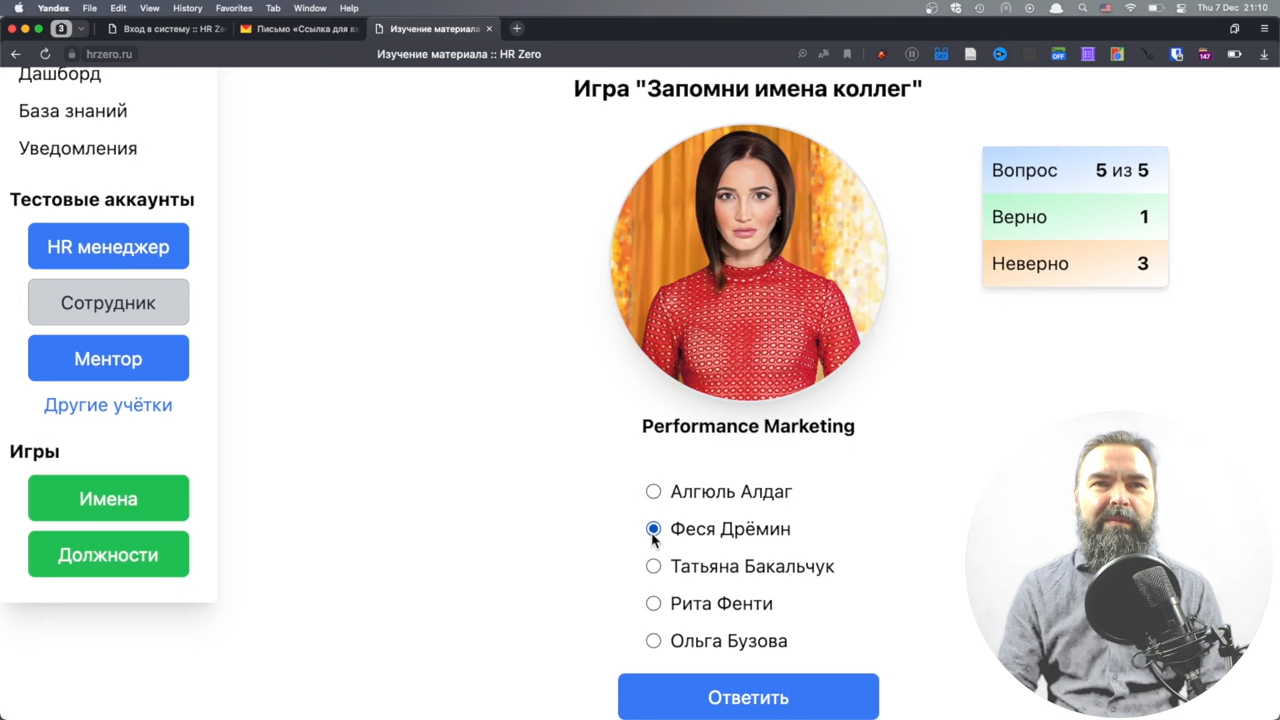 Yandex File Edit View History Favorites Tab Window Help
Thu 7 Dec 21:10
3
Вход в систему :: HR Ze
Письмо «Ссылка для в
Изучение материала
hrzero.ru
Изучение материала :: HR Zero
OFF
147
Дашборд
База знаний
Уведомления
Тестовые аккаунты
HR менеджер
Сотрудник
Ментор
Другие учётки
Игры
Имена
Должности
Игра "Запомни имена коллег"
Вопрос 5 из 5
Верно 1
Неверно 3
Performance Marketing
Алгюль Алдаг
Феся Дрёмин
Татьяна Бакальчук
Рита Фенти
Ольга Бузова
Ответить